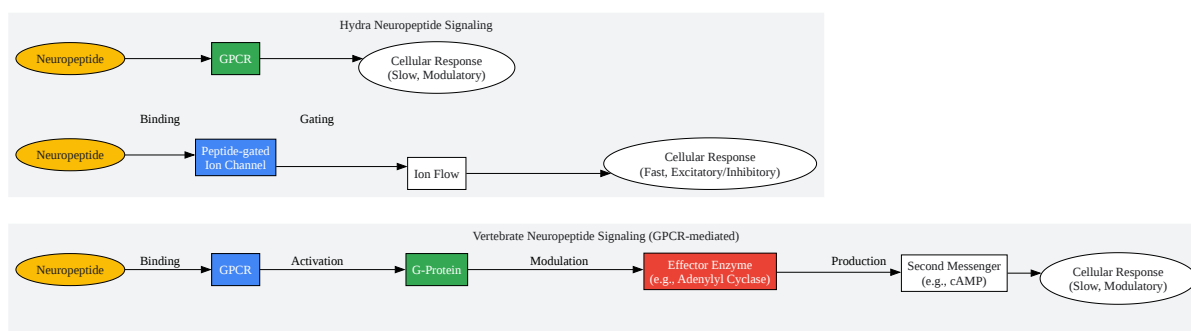 Hydra Neuropeptide Signaling
Neuropeptide
GPCR
Cellular Response
(Slow, Modulatory)
Binding
Gating
Neuropeptide
Peptide-gated
Ion Channel
Ion Flow
Cellular Response
(Fast, Excitatory/Inhibitory)
Vertebrate Neuropeptide Signaling (GPCR-mediated)
Neuropeptide
Binding
GPCR
Activation
G-Protein
Modulation
Effector Enzyme
(e.g., Adenylyl Cyclase)
Production
Second Messenger
(e.g., cAMP)
Cellular Response
(Slow, Modulatory)